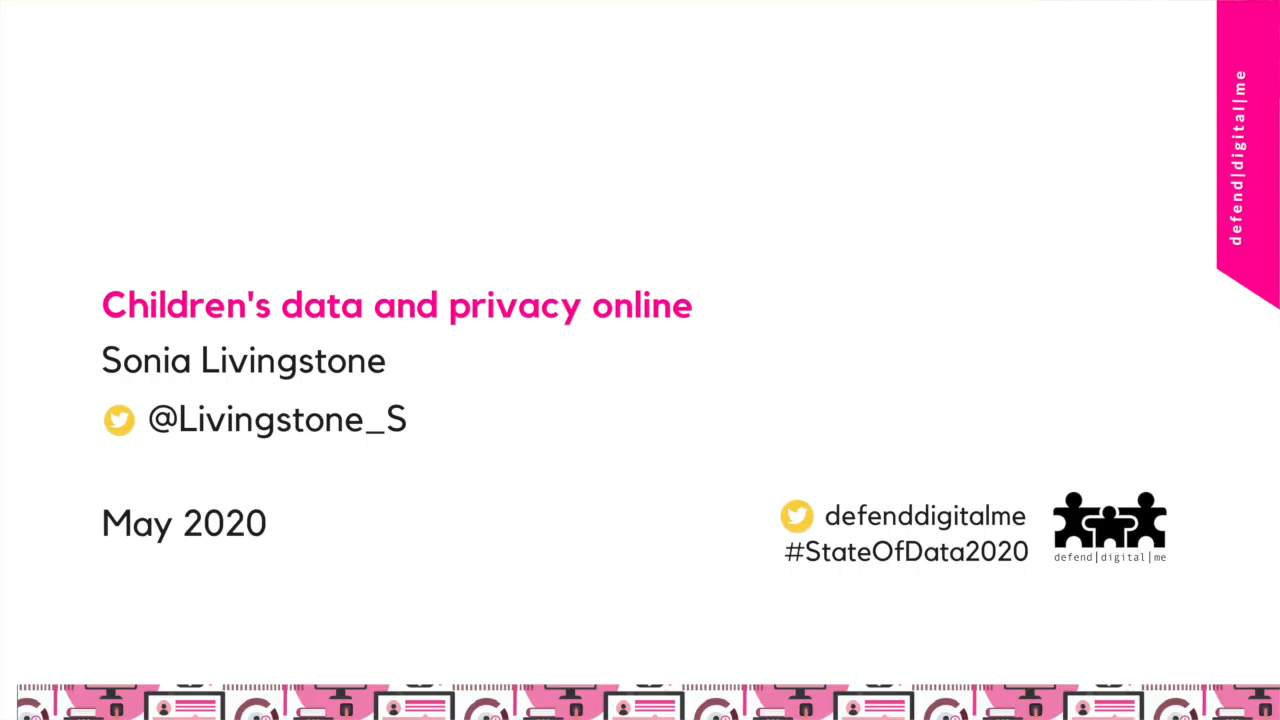 defend|digital|me
Children's data and privacy online
Sonia Livingstone
@Livingstone_S
May 2020
defenddigitalme
#StateOfData2020
defend|digital|me